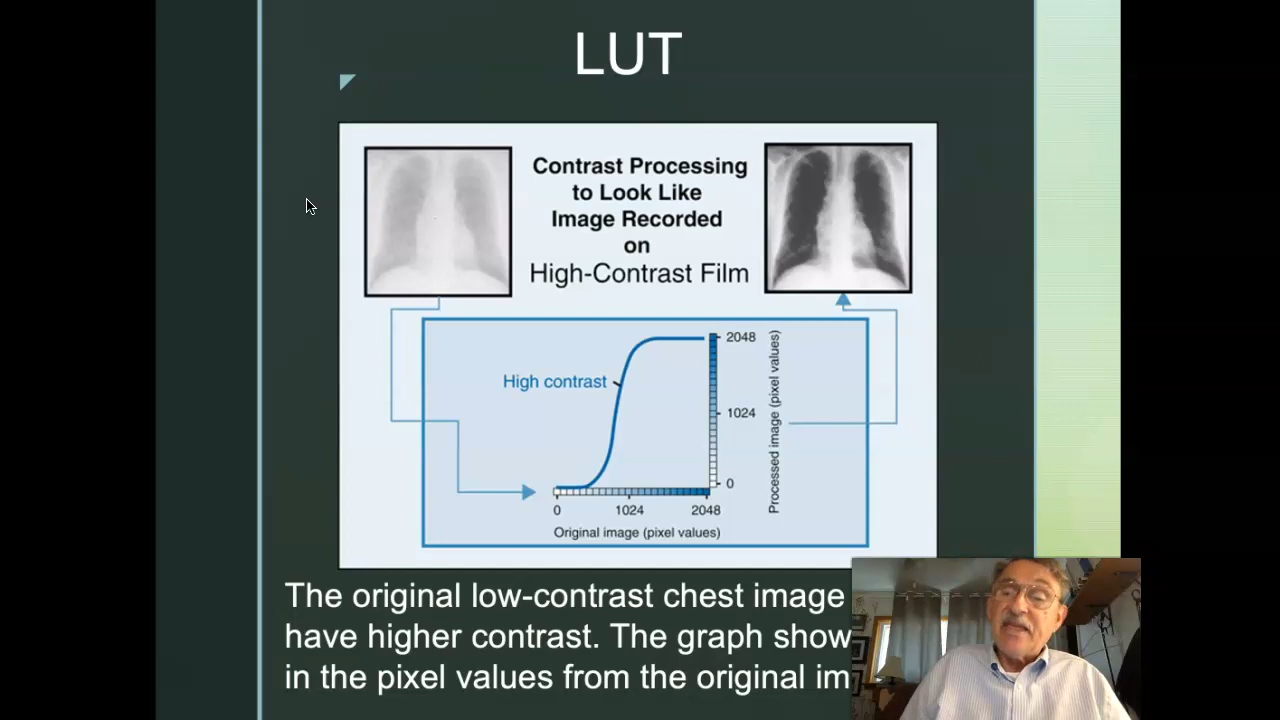 LUT
Contrast Processing
to Look Like
Image Recorded
on
High-Contrast Film
High contrast
2048
1024
0
Processed image (pixel values)
0 1024 2048
Original image (pixel values)
The original low-contrast chest image
have higher contrast. The graph show
in the pixel values from the original im